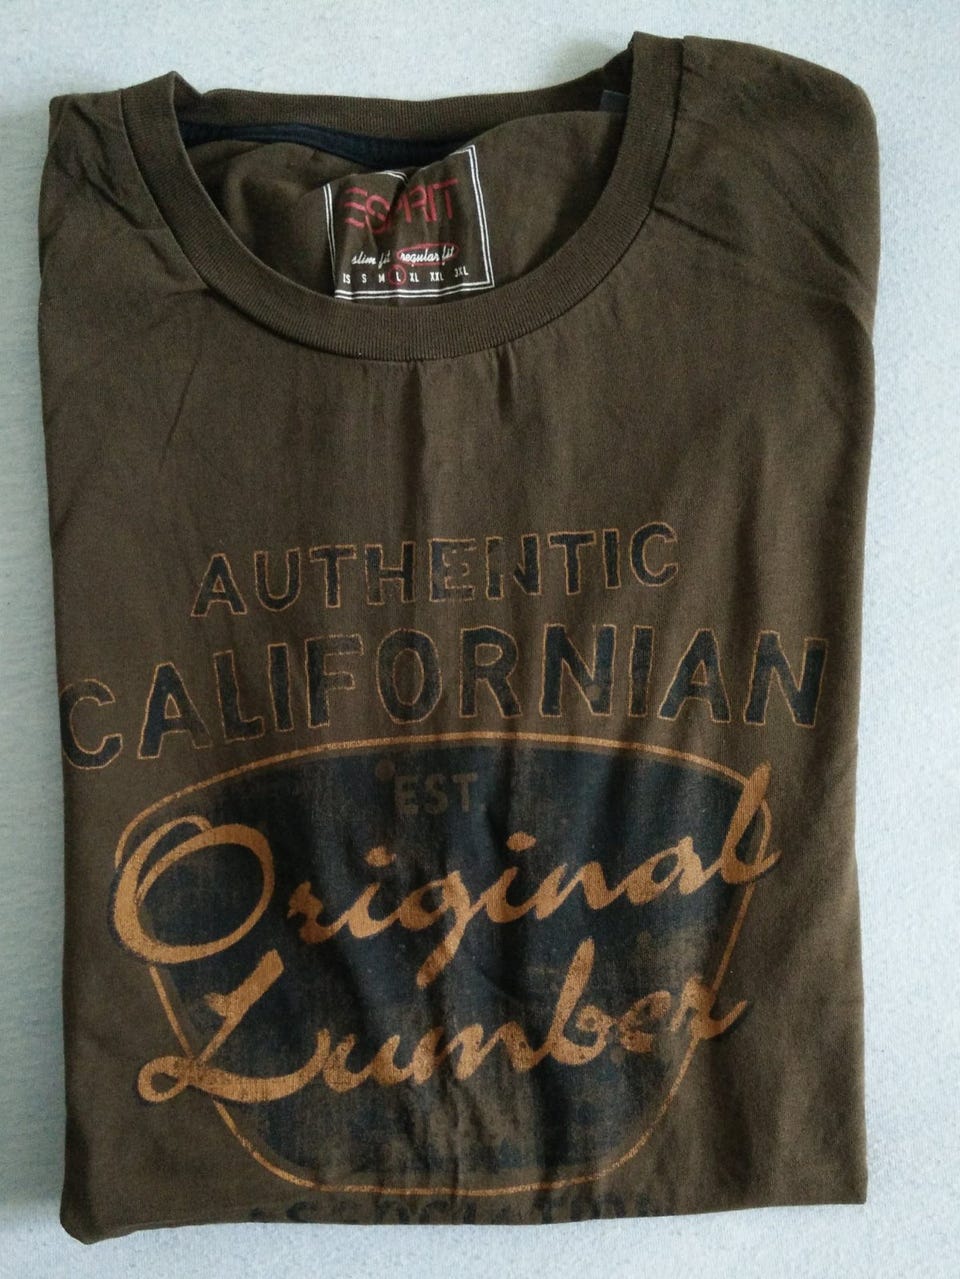 ESPRIT
slim fit regular fit
XS S M L XL XXL 3XL
AUTHENTIC
CALIFORNIAN
EST.
Original
Lumber